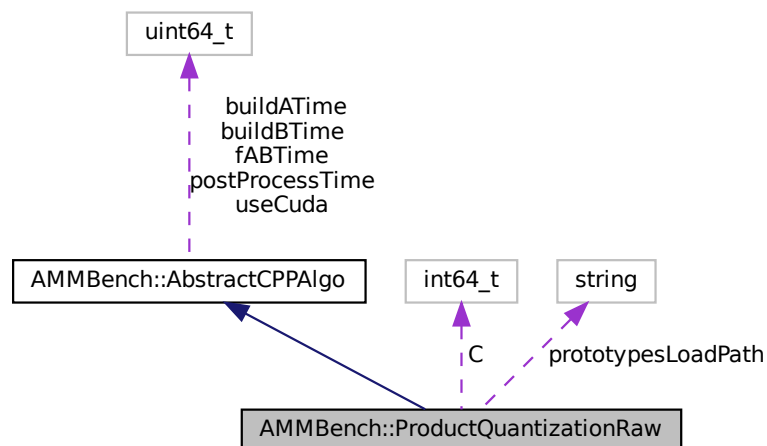 uint64_t
buildATime
buildBTime
fABTime
postProcessTime
useCuda
AMMBench::AbstractCPPAlgo
int64_t
string
C
prototypesLoadPath
AMMBench::ProductQuantizationRaw